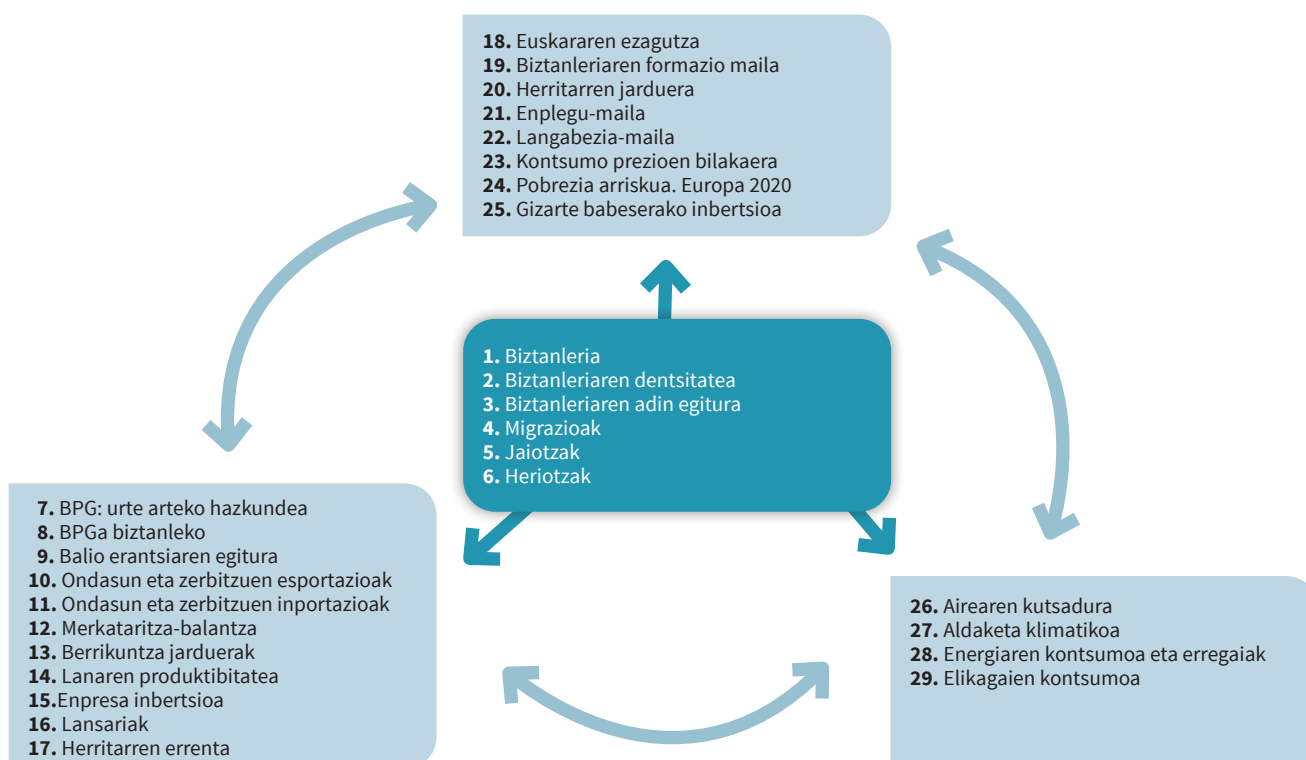 18. Euskararen ezagutza
19. Biztanleriaren formazio maila
20. Herritarren jarduera
21. Enplegu-maila
22. Langabezia-maila
23. Kontsumo prezioen bilakaera
24. Pobrezia arriskua. Europa 2020
25. Gizarte babeserako inbertsioa
1. Biztanleria
2. Biztanleriaren dentsitatea
3. Biztanleriaren adin egitura
4. Migrazioak
5. Jaiotzak
6. Heriotzak
7. BPG: urte arteko hazkundea
8. BPGa biztanleko
9. Balio erantsiaren egitura
10. Ondasun eta zerbitzuen esportazioak
11. Ondasun eta zerbitzuen inportazioak
12. Merkataritza-balantza
13. Berrikuntza jarduerak
14. Lanaren produktibitatea
15.Enpresa inbertsioa
16. Lansariak
17. Herritarren errenta
26. Airearen kutsadura
27. Aldaketa klimatikoa
28. Energiaren kontsumoa eta erregaiak
29. Elikagaien kontsumoa